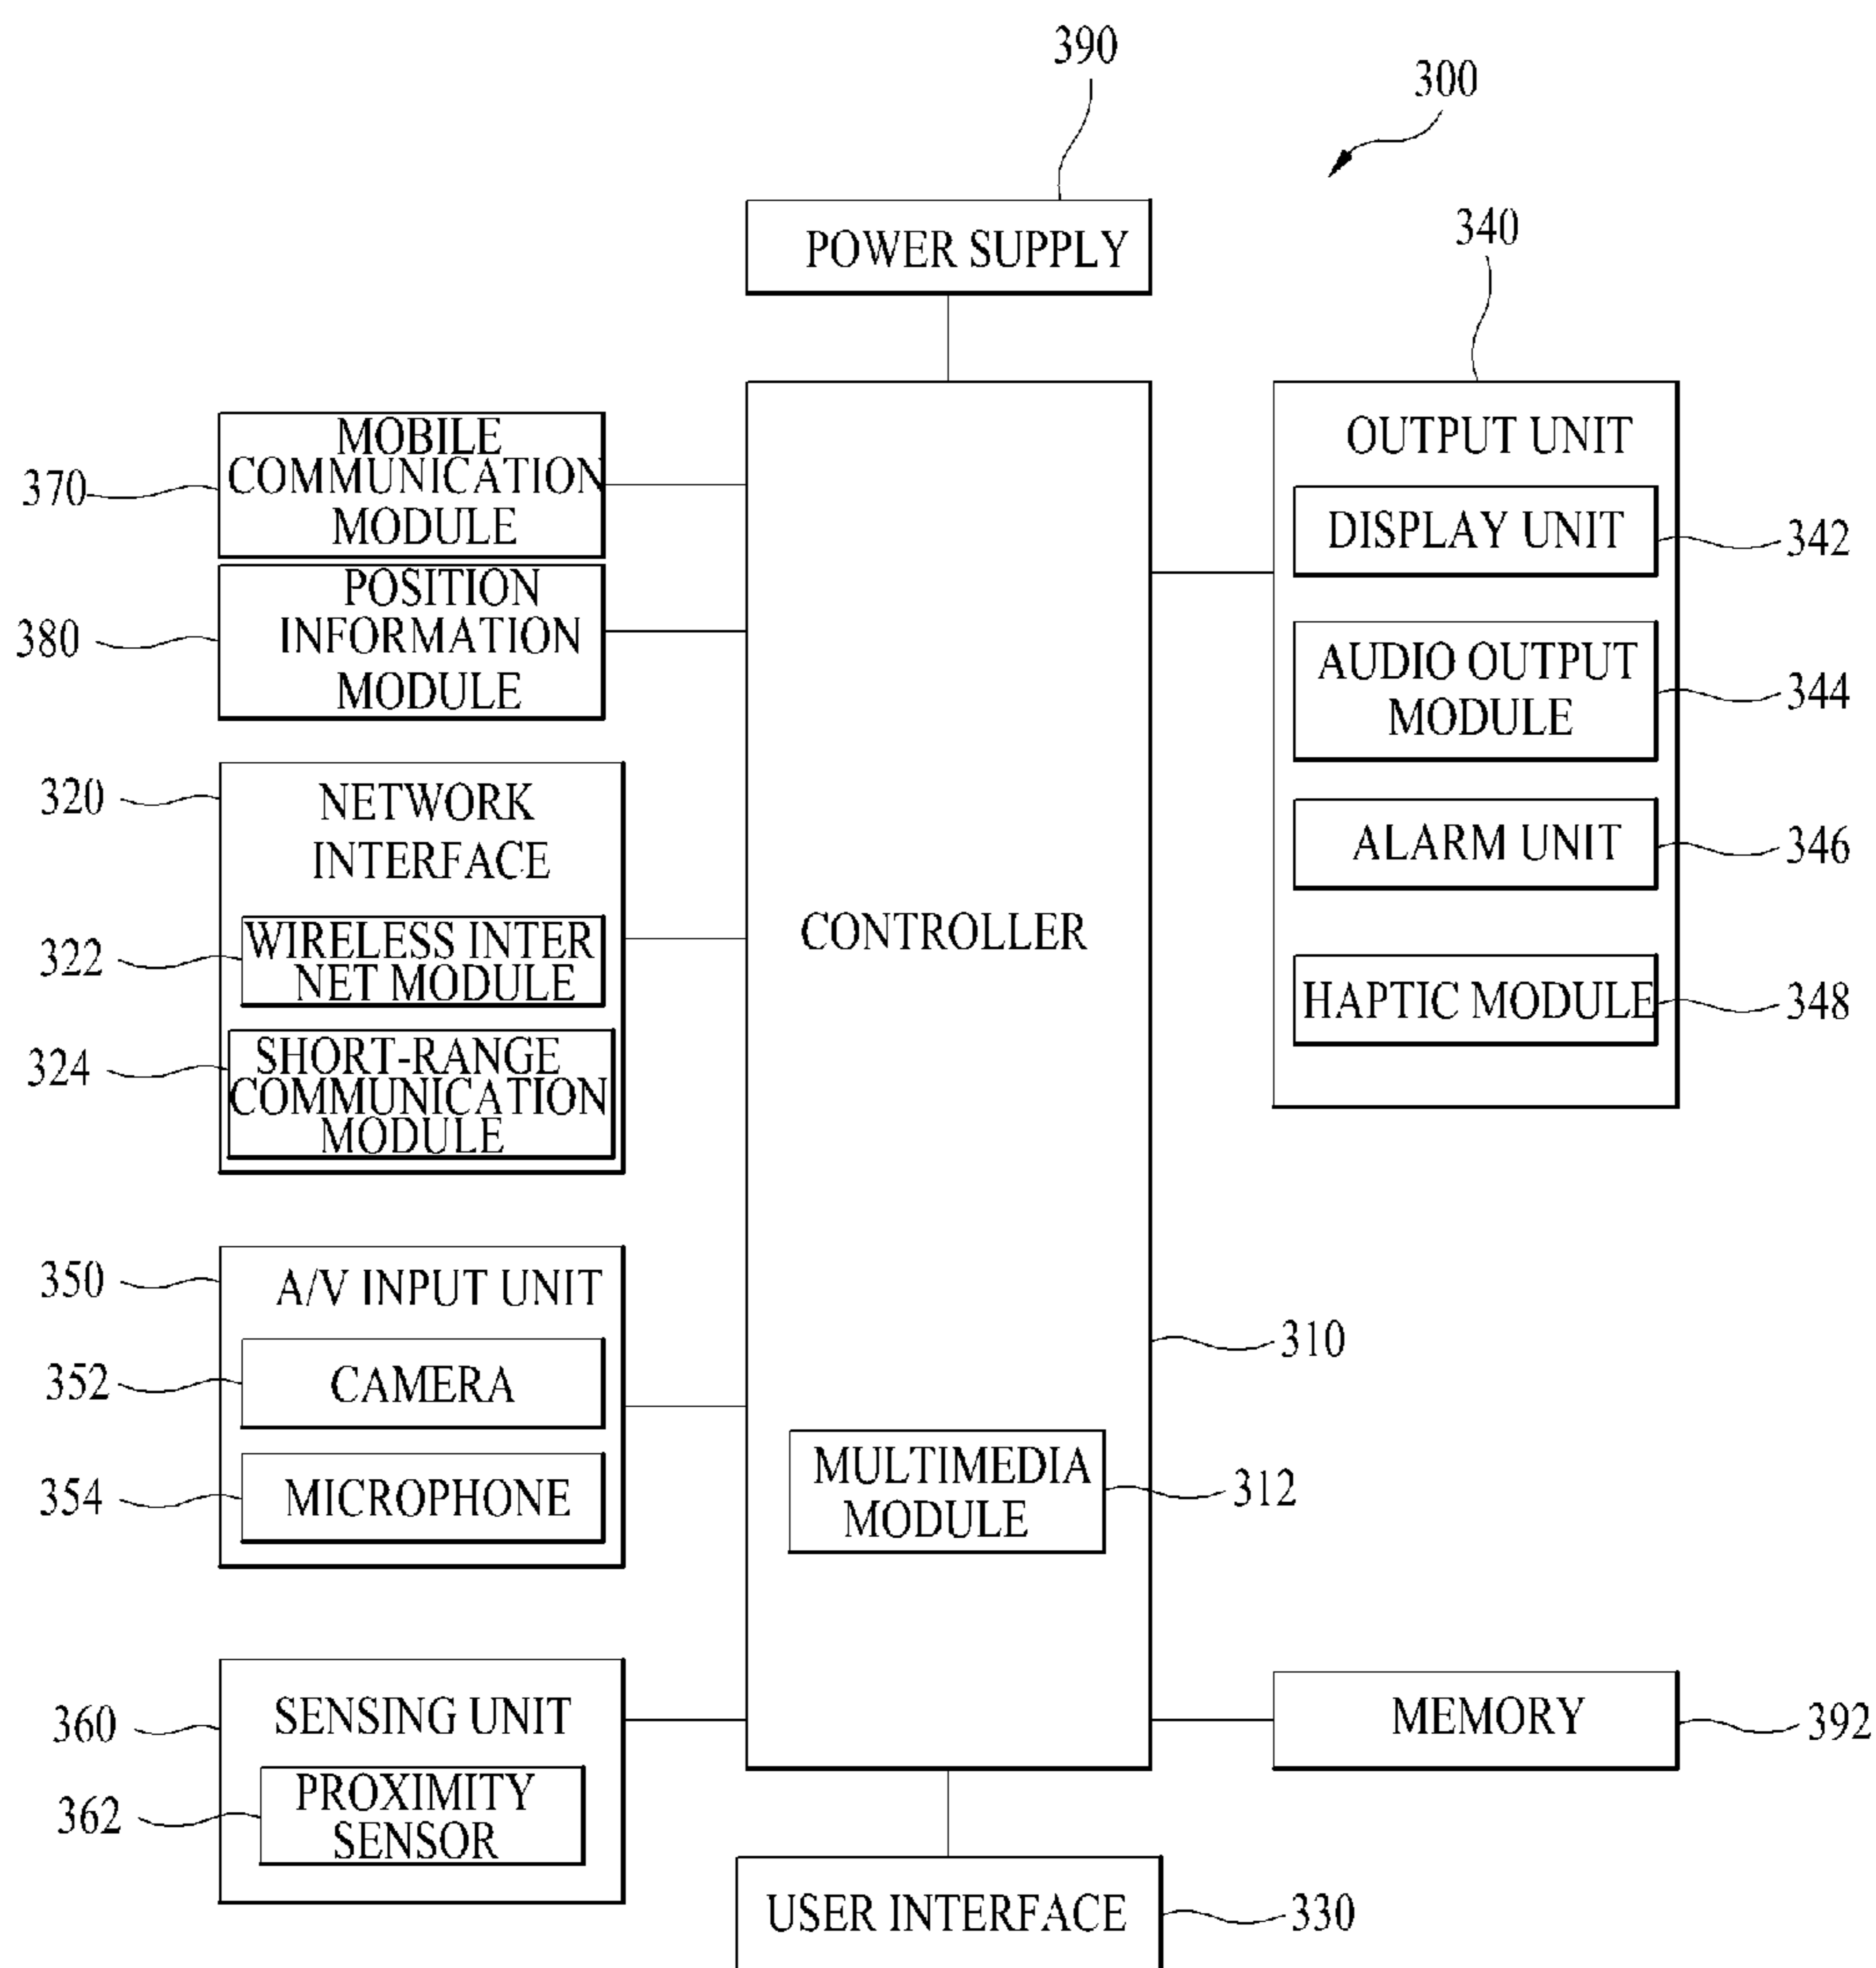 390
300
POWER SUPPLY
340
370
MOBILE
COMMUNICATION
MODULE
380
POSITION
INFORMATION
MODULE
320
NETWORK
INTERFACE
322
WIRELESS INTER
NET MODULE
324
SHORT-RANGE
COMMUNICATION
MODULE
350
A/V INPUT UNIT
352
CAMERA
354
MICROPHONE
360
SENSING UNIT
362
PROXIMITY
SENSOR
CONTROLLER
310
MULTIMEDIA
MODULE
312
OUTPUT UNIT
DISPLAY UNIT
342
AUDIO OUTPUT
MODULE
344
ALARM UNIT
346
HAPTIC MODULE
348
MEMORY
392
USER INTERFACE
330